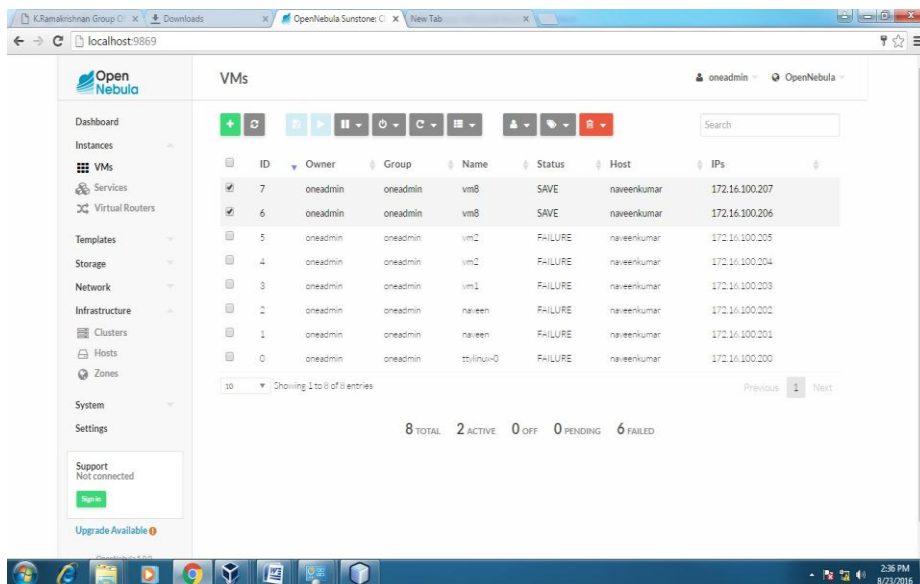 K.Ramakrishnan Group Of
Downloads
OpenNebula Sunstone: Cl
New Tab
localhost:9869
Open
Nebula
VMs
oneadmin
OpenNebula
Dashboard
Instances
VMs
Services
Virtual Routers
Templates
Storage
Network
Infrastructure
Clusters
Hosts
Zones
System
Settings
Support
Not connected
Sign in
Upgrade Available
Search
ID Owner Group Name Status Host IPs
7 oneadmin oneadmin vm8 SAVE naveenkumar 172.16.100.207
6 oneadmin oneadmin vm8 SAVE naveenkumar 172.16.100.206
5 oneadmin oneadmin vm2 FAILURE naveenkumar 172.16.100.205
4 oneadmin oneadmin vm2 FAILURE naveenkumar 172.16.100.204
3 oneadmin oneadmin vm1 FAILURE naveenkumar 172.16.100.203
2 oneadmin oneadmin naveen FAILURE naveenkumar 172.16.100.202
1 oneadmin oneadmin naveen FAILURE naveenkumar 172.16.100.201
0 oneadmin oneadmin ttylinux-0 FAILURE naveenkumar 172.16.100.200
10 Showing 1 to 8 of 8 entries
Previous 1 Next
8 TOTAL 2 ACTIVE 0 OFF 0 PENDING 6 FAILED
2:36 PM
8/23/2016